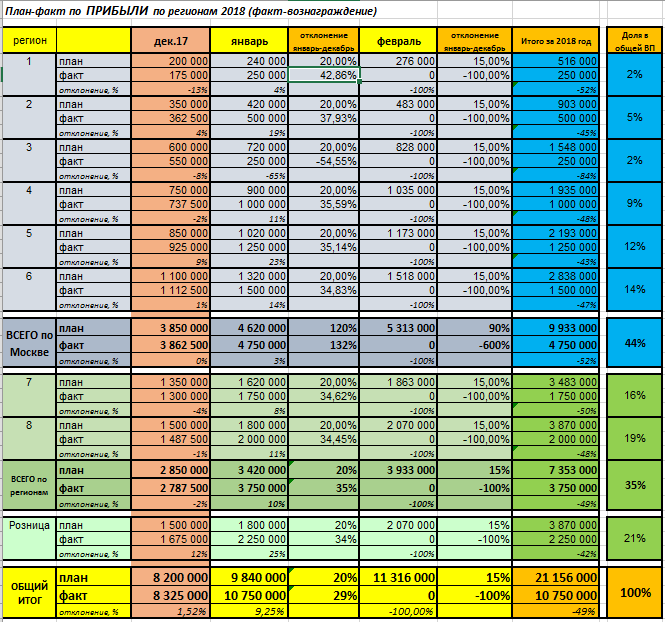 План-факт по ПРИБЫЛИ по регионам 2018 (факт-вознаграждение)
регион дек.17 январь отклонение январь-декабрь февраль отклонение январь-декабрь Итого за 2018 год Доля в общей ВП
1 план 200 000 240 000 20,00% 276 000 15,00% 516 000 2%
факт 175 000 250 000 42,86% 0 -100,00% 250 000
отклонение, % -13% 4% -100% -52%
2 план 350 000 420 000 20,00% 483 000 15,00% 903 000 5%
факт 362 500 500 000 37,93% 0 -100,00% 500 000
отклонение, % 4% 19% -100% -45%
3 план 600 000 720 000 20,00% 828 000 15,00% 1 548 000 2%
факт 550 000 250 000 -54,55% 0 -100,00% 250 000
отклонение, % -8% -65% -100% -84%
4 план 750 000 900 000 20,00% 1 035 000 15,00% 1 935 000 9%
факт 737 500 1 000 000 35,59% 0 -100,00% 1 000 000
отклонение, % -2% 11% -100% -48%
5 план 850 000 1 020 000 20,00% 1 173 000 15,00% 2 193 000 12%
факт 925 000 1 250 000 35,14% 0 -100,00% 1 250 000
отклонение, % 9% 23% -100% -43%
6 план 1 100 000 1 320 000 20,00% 1 518 000 15,00% 2 838 000 14%
факт 1 112 500 1 500 000 34,83% 0 -100,00% 1 500 000
отклонение, % 1% 14% -100% -47%
ВСЕГО по Москве план 3 850 000 4 620 000 120% 5 313 000 90% 9 933 000 44%
факт 3 862 500 4 750 000 132% 0 -600% 4 750 000
отклонение, % 0% 3% -100% -52%
7 план 1 350 000 1 620 000 20,00% 1 863 000 15,00% 3 483 000 16%
факт 1 300 000 1 750 000 34,62% 0 -100,00% 1 750 000
отклонение, % -4% 8% -100% -50%
8 план 1 500 000 1 800 000 20,00% 2 070 000 15,00% 3 870 000 19%
факт 1 487 500 2 000 000 34,45% 0 -100,00% 2 000 000
отклонение, % -1% 11% -100% -48%
ВСЕГО по регионам план 2 850 000 3 420 000 20% 3 933 000 15% 7 353 000 35%
факт 2 787 500 3 750 000 35% 0 -100% 3 750 000
отклонение, % -2% 10% -100% -49%
Розница план 1 500 000 1 800 000 20% 2 070 000 15% 3 870 000 21%
факт 1 675 000 2 250 000 34% 0 -100% 2 250 000
отклонение, % 12% 25% -100% -42%
ОБЩИЙ ИТОГ план 8 200 000 9 840 000 20% 11 316 000 15% 21 156 000 100%
факт 8 325 000 10 750 000 29% 0 -100% 10 750 000
отклонение, % 1,52% 9,25% -100,00% -49%